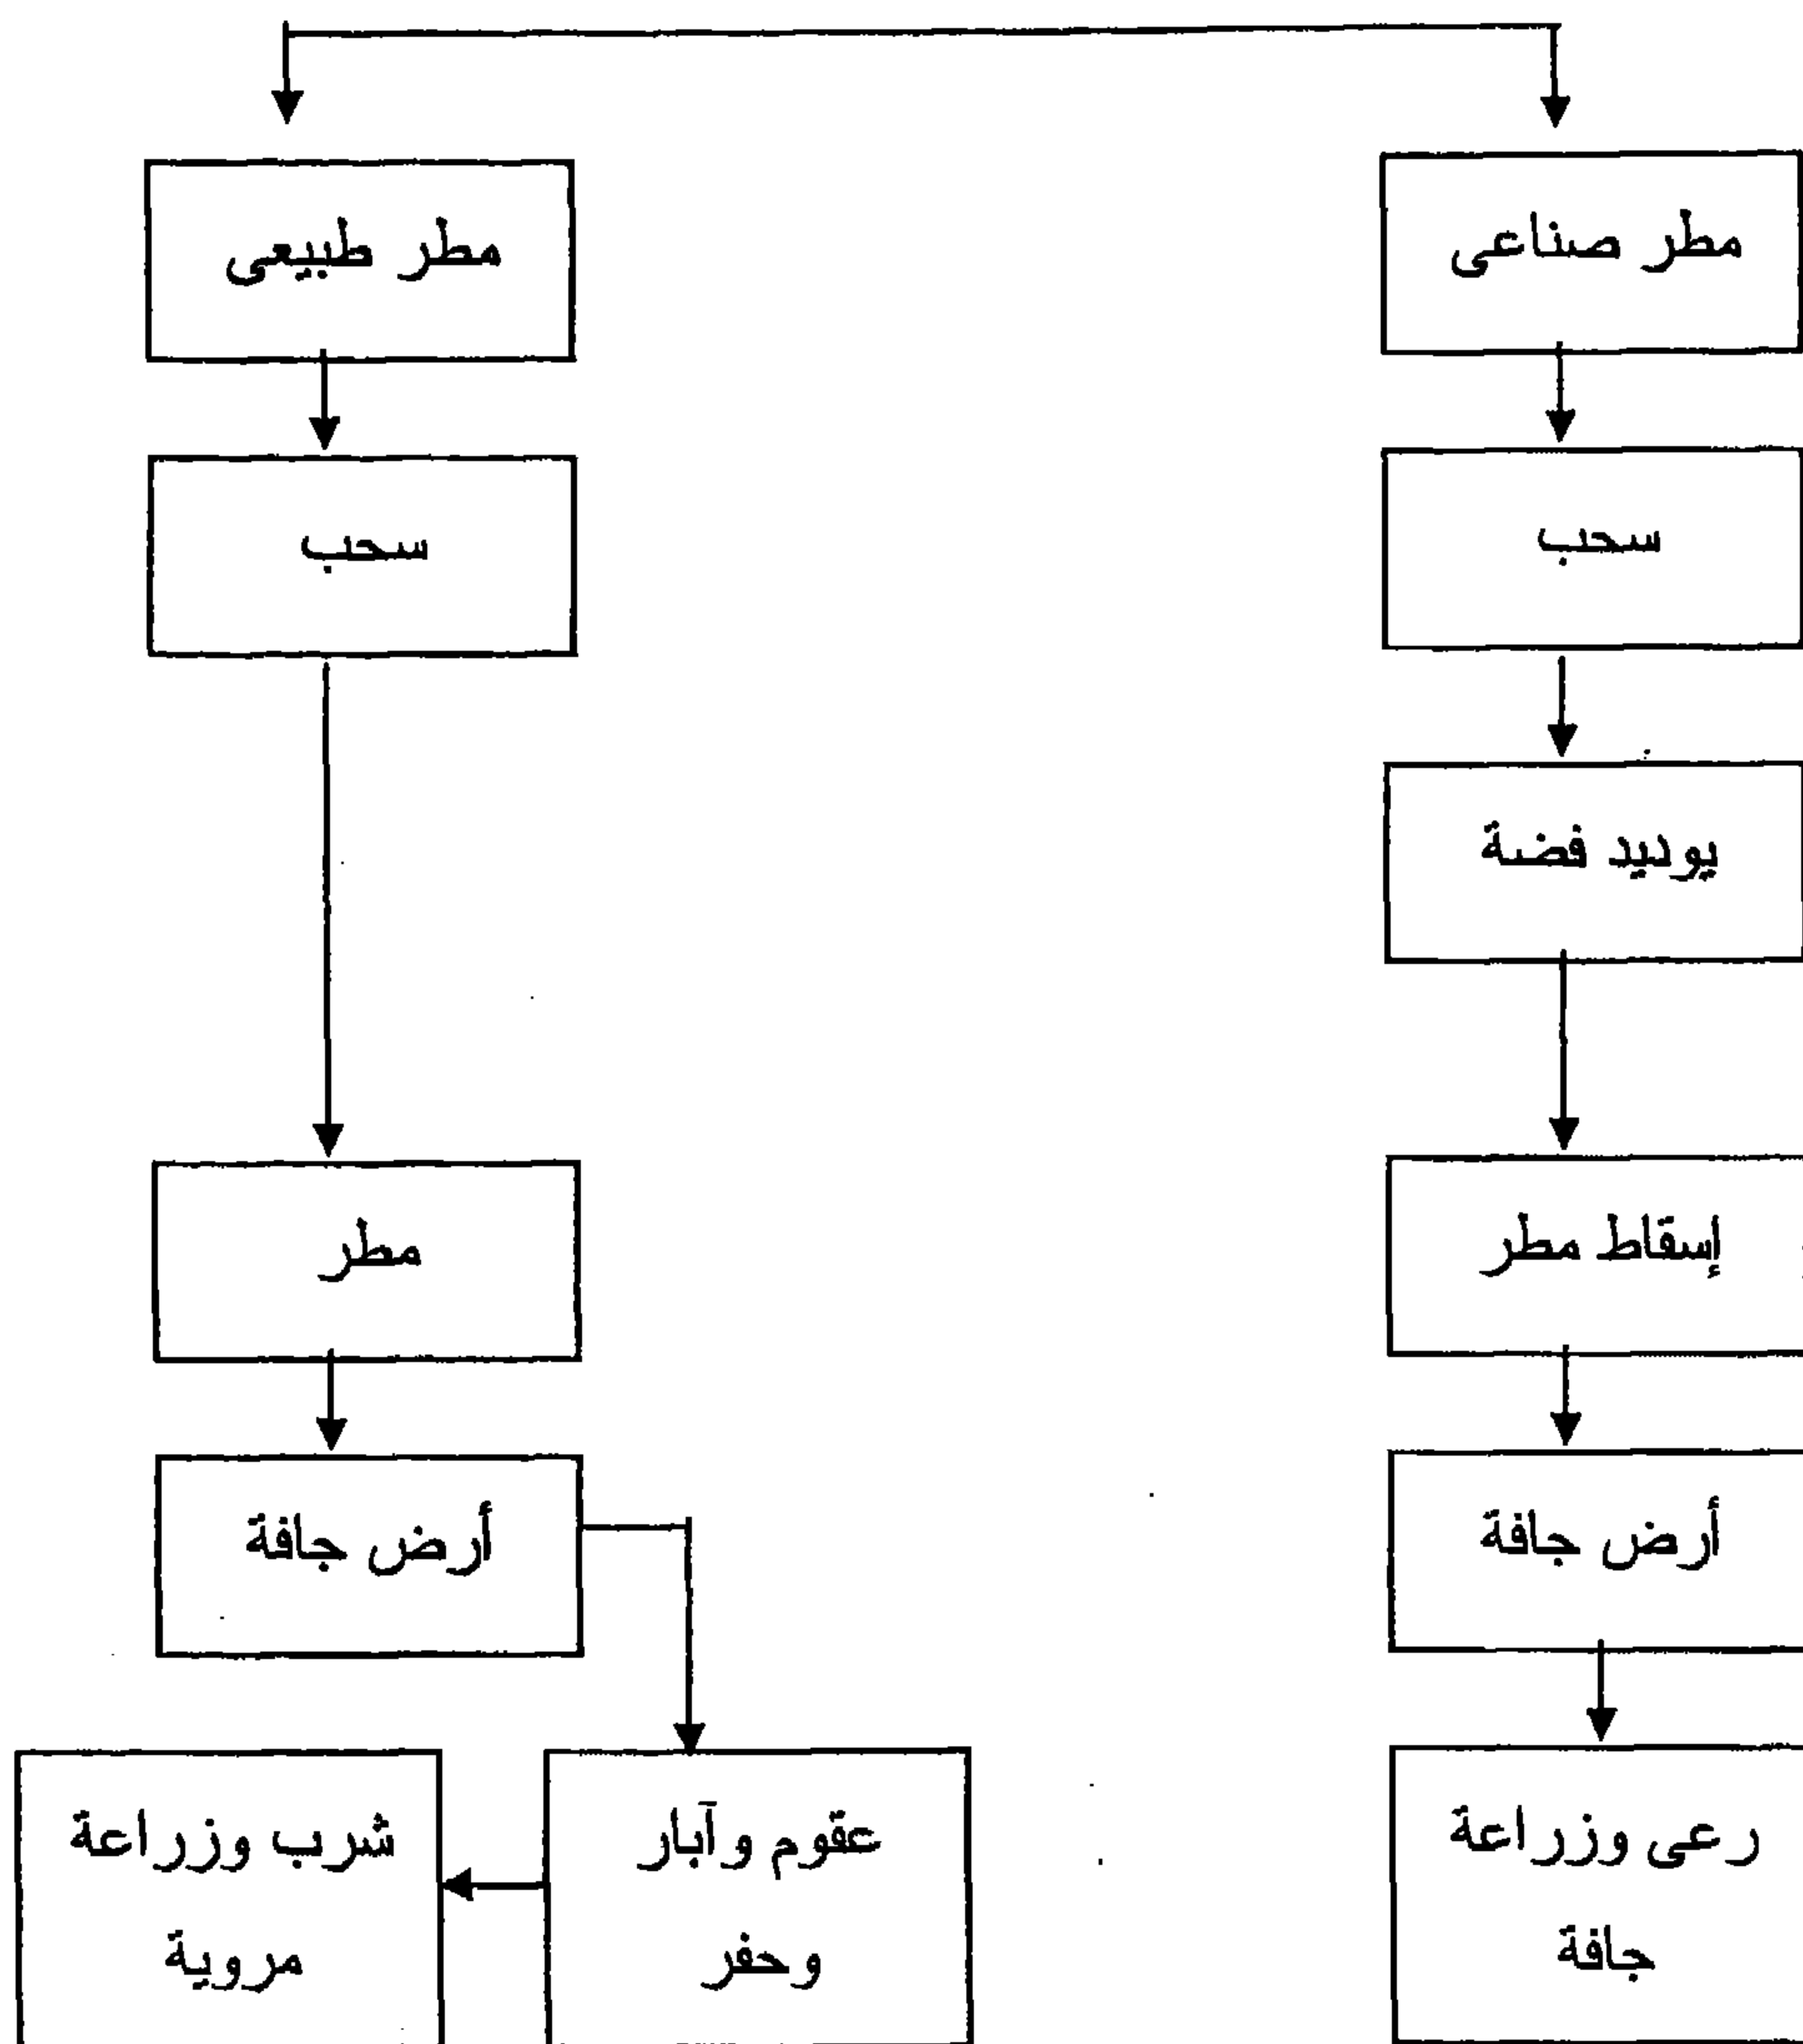 مطر صناعى
مطر طبيعى
سحب
سحب
يوديد فضة
إسقاط مطر
مطر
أرض جافة
أرض جافة
رعى وزراعة
جافة
عقوم وآبار
وحفر
شرب وزراعة
مروية